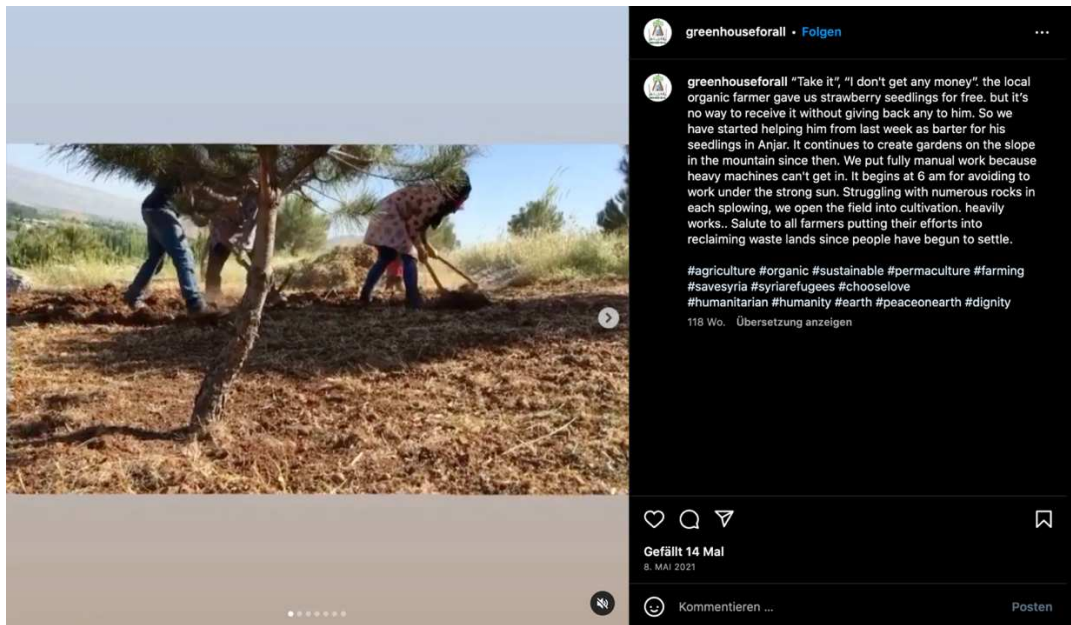 greenhouseforall • Folgen
greenhouseforall “Take it”, “I don't get any money”. the local
organic farmer gave us strawberry seedlings for free. but it’s
no way to receive it without giving back any to him. So we
have started helping him from last week as barter for his
seedlings in Anjar. It continues to create gardens on the slope
in the mountain since then. We put fully manual work because
heavy machines can't get in. It begins at 6 am for avoiding to
work under the strong sun. Struggling with numerous rocks in
each splowing, we open the field into cultivation. heavily
works.. Salute to all farmers putting their efforts into
reclaiming waste lands since people have begun to settle.
#agriculture #organic #sustainable #permaculture #farming
#savesyria #syriarefugees #chooselove
#humanitarian #humanity #earth #peaceonearth #dignity
118 Wo. Übersetzung anzeigen
Gefällt 14 Mal
8. MAI 2021
Kommentieren ... Posten